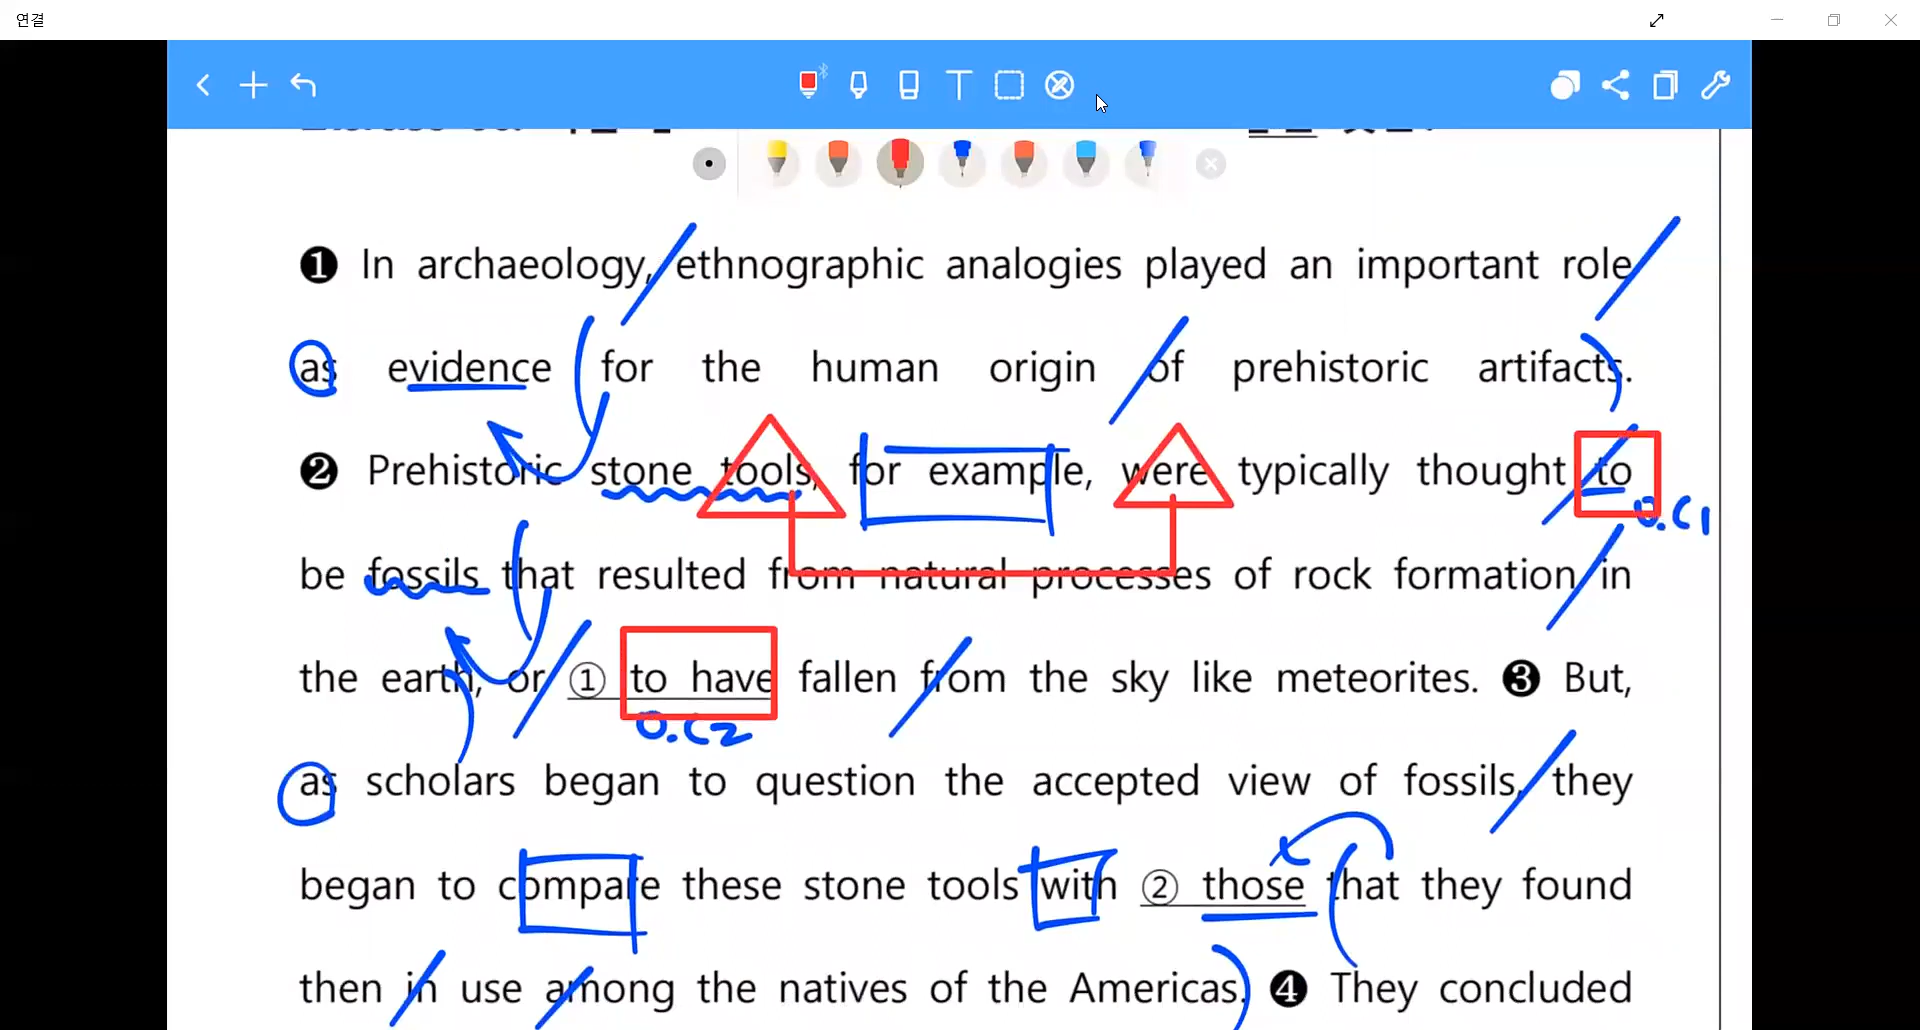 연결
❶ In archaeology, ethnographic analogies played an important role
as evidence for the human origin of prehistoric artifacts.
❷ Prehistoric stone tools, for example, were typically thought to
O.C1
be fossils that resulted from natural processes of rock formation in
the earth, or ① to have fallen from the sky like meteorites. ❸ But,
O.C2
as scholars began to question the accepted view of fossils, they
began to compare these stone tools with ② those that they found
then in use among the natives of the Americas. ❹ They concluded